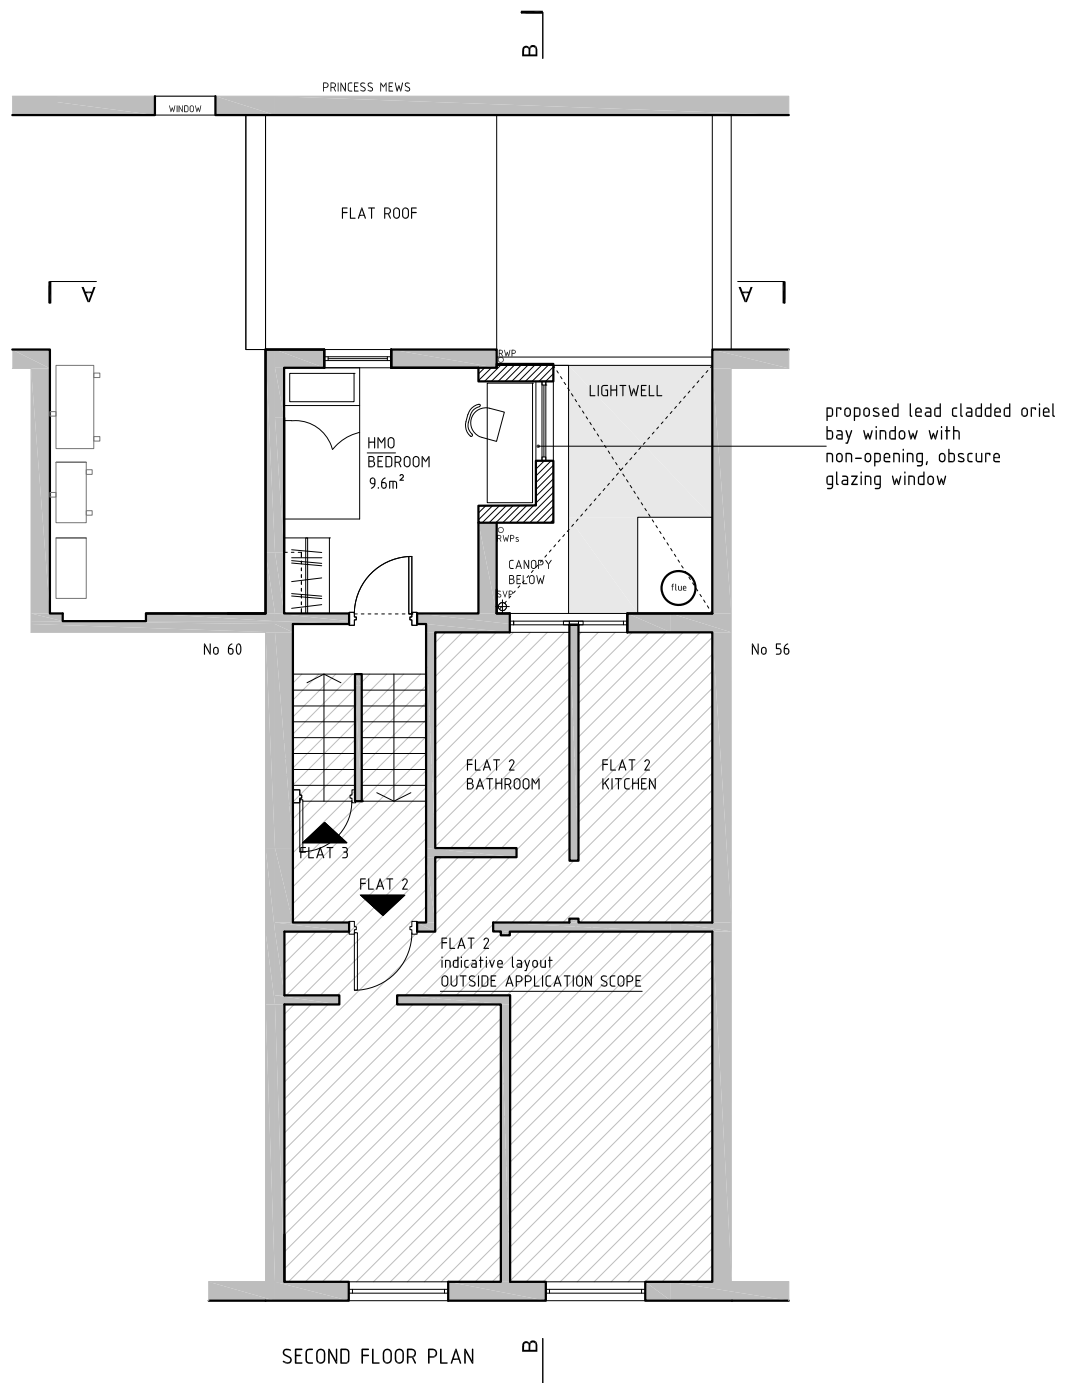 B
PRINCESS MEWS
WINDOW
FLAT ROOF
A
A
RWP
LIGHTWELL
proposed lead cladded oriel
bay window with
non-opening, obscure
glazing window
HMO
BEDROOM
9.6m²
RWPs
CANOPY
BELOW
SVP
flue
No 60
No 56
FLAT 2
BATHROOM
FLAT 2
KITCHEN
FLAT 3
FLAT 2
FLAT 2
indicative layout
OUTSIDE APPLICATION SCOPE
SECOND FLOOR PLAN
B